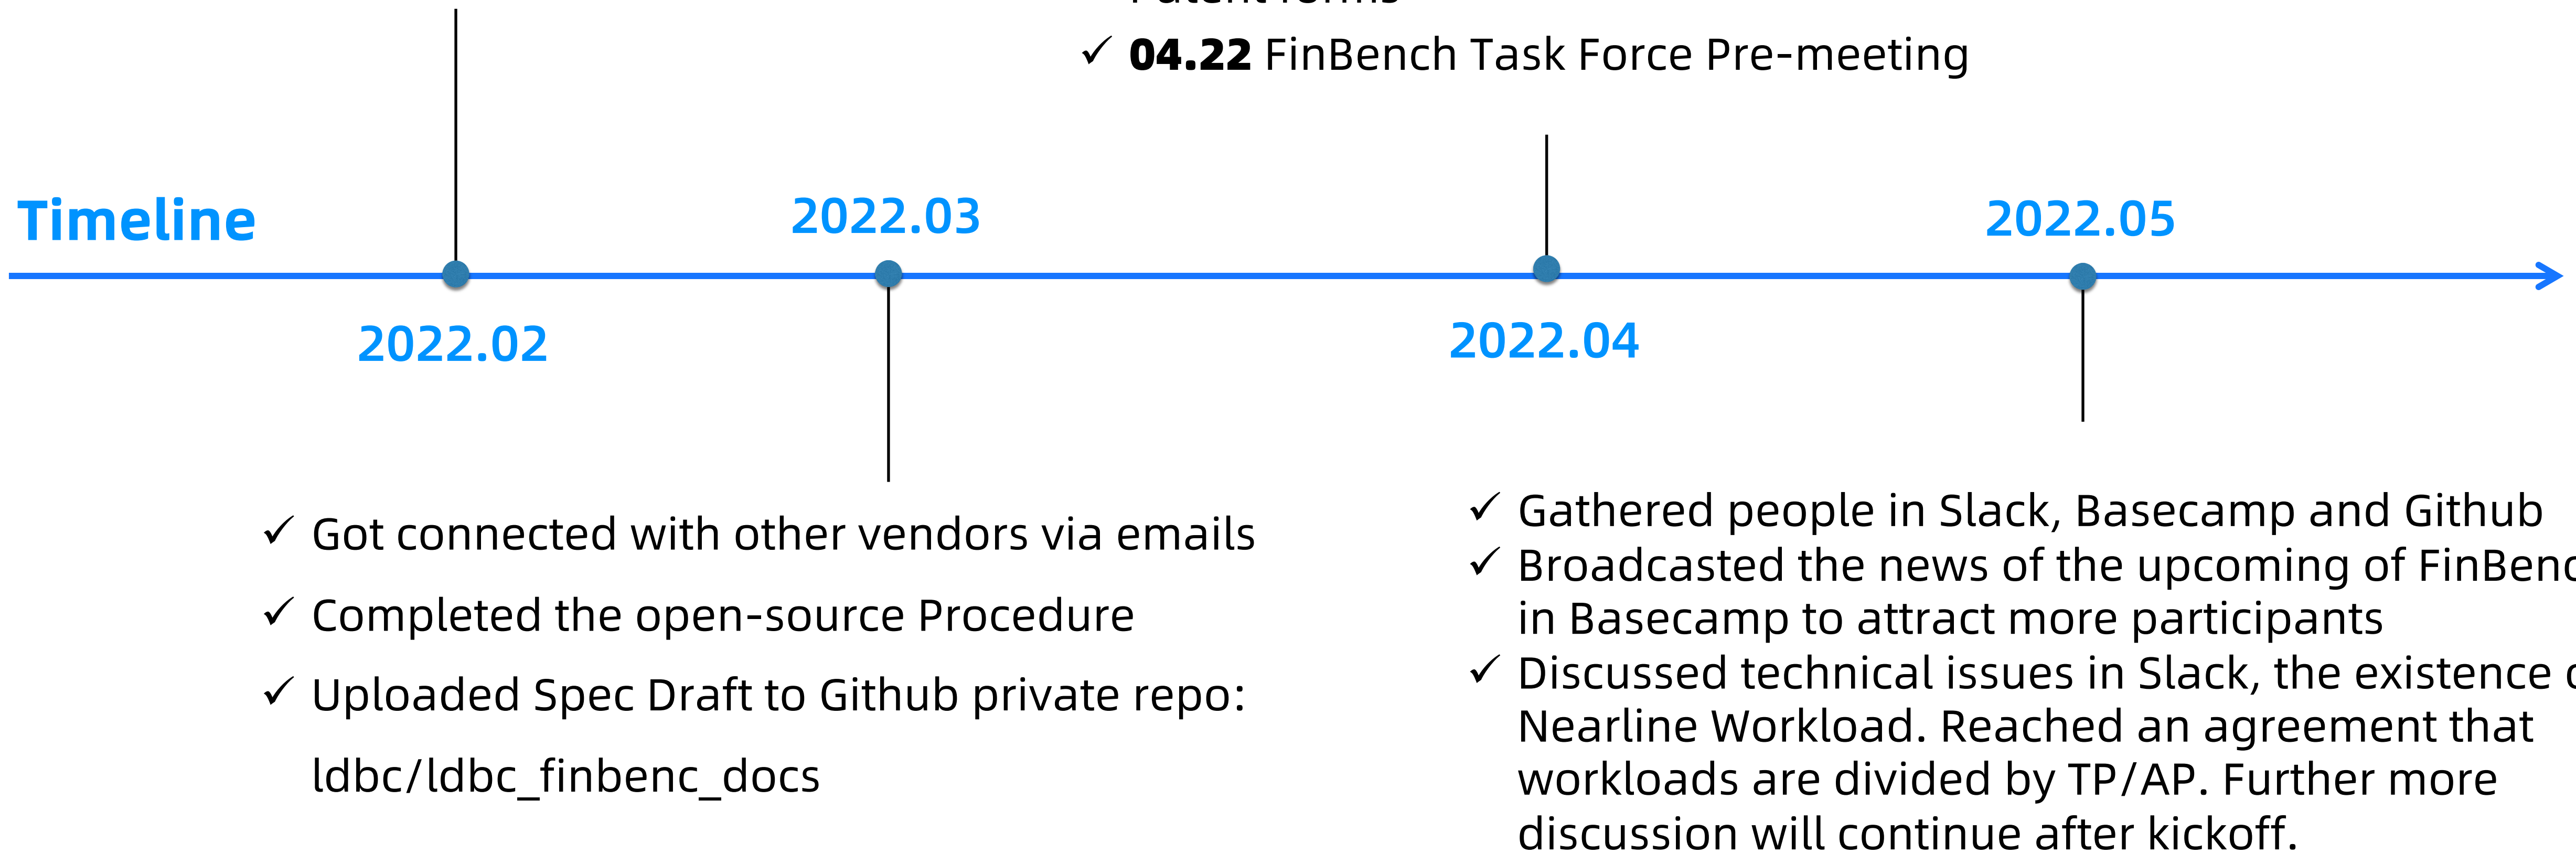 ✓ 04.22 FinBench Task Force Pre-meeting
Timeline
2022.03
2022.05
2022.02
2022.04
✓ Got connected with other vendors via emails
✓ Completed the open-source Procedure
✓ Uploaded Spec Draft to Github private repo:
ldbc/ldbc_finbenc_docs
✓ Gathered people in Slack, Basecamp and Github
✓ Broadcasted the news of the upcoming of
in Basecamp to attract more participants
✓ Discussed technical issues in Slack, the existence
Nearline Workload. Reached an agreement that
workloads are divided by TP/AP. Further more
discussion will continue after kickoff.